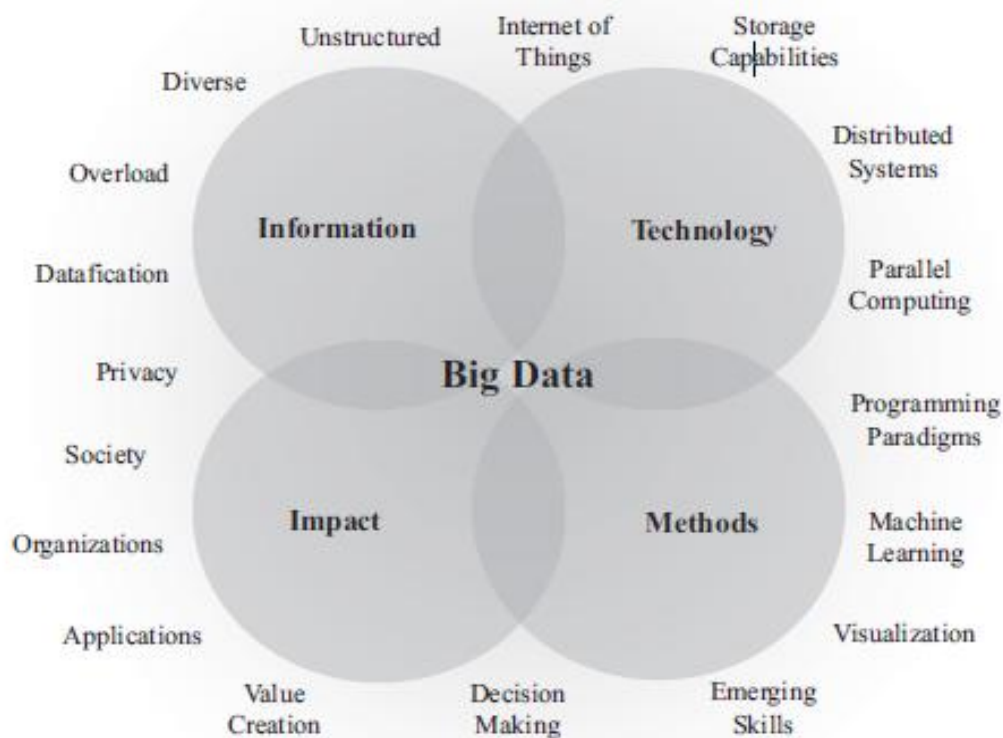 Unstructured
Internet of
Things
Storage
Capabilities
Diverse
Distributed
Systems
Overload
Information
Technology
Datafication
Parallel
Computing
Privacy
Big Data
Programming
Paradigms
Society
Impact
Methods
Organizations
Machine
Learning
Applications
Visualization
Value
Creation
Decision
Making
Emerging
Skills